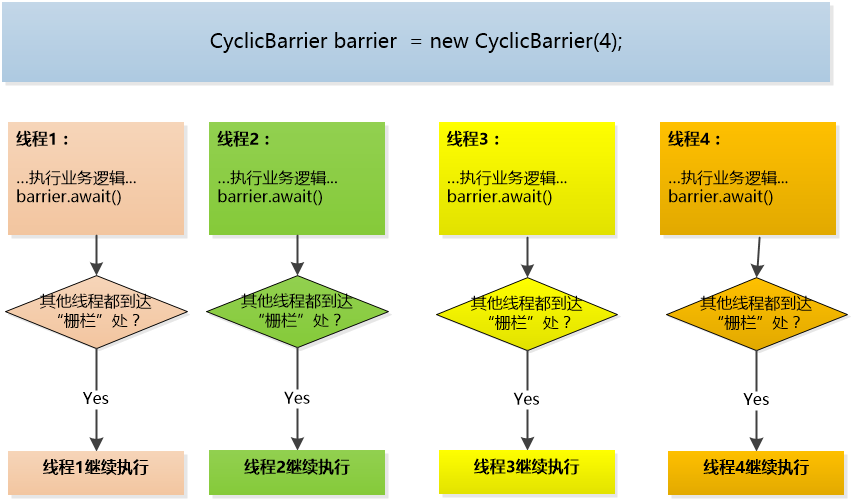 CyclicBarrier barrier = new CyclicBarrier(4);
线程1：
...执行业务逻辑...
barrier.await()
线程2：
...执行业务逻辑...
barrier.await()
线程3：
...执行业务逻辑...
barrier.await()
线程4：
...执行业务逻辑...
barrier.await()
其他线程都到达
“栅栏”处？
其他线程都到达
“栅栏”处？
其他线程都到达
“栅栏”处？
其他线程都到达
“栅栏”处？
Yes
Yes
Yes
Yes
线程1继续执行
线程2继续执行
线程3继续执行
线程4继续执行